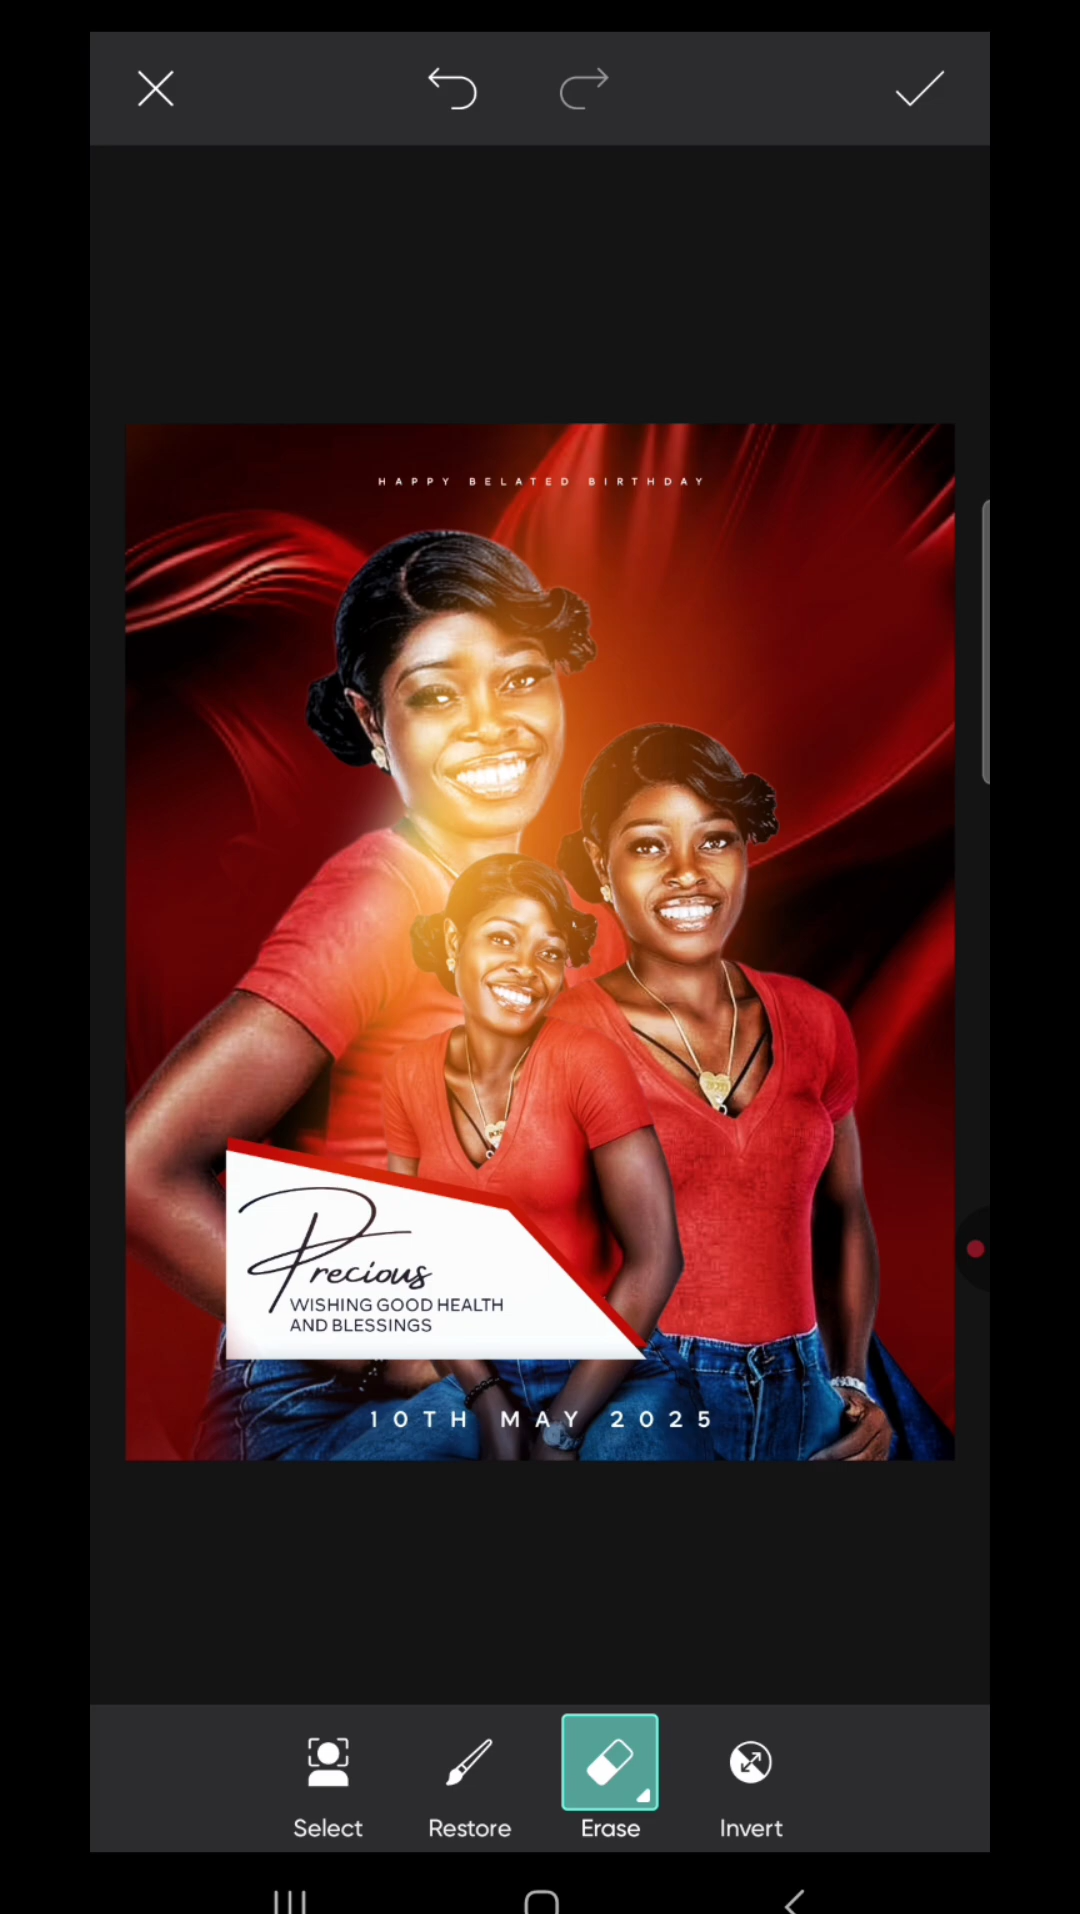 HAPPY BELATED BIRTHDAY
Precious
WISHING GOOD HEALTH
AND BLESSINGS
10TH MAY 2025
Select
Restore
Erase
Invert